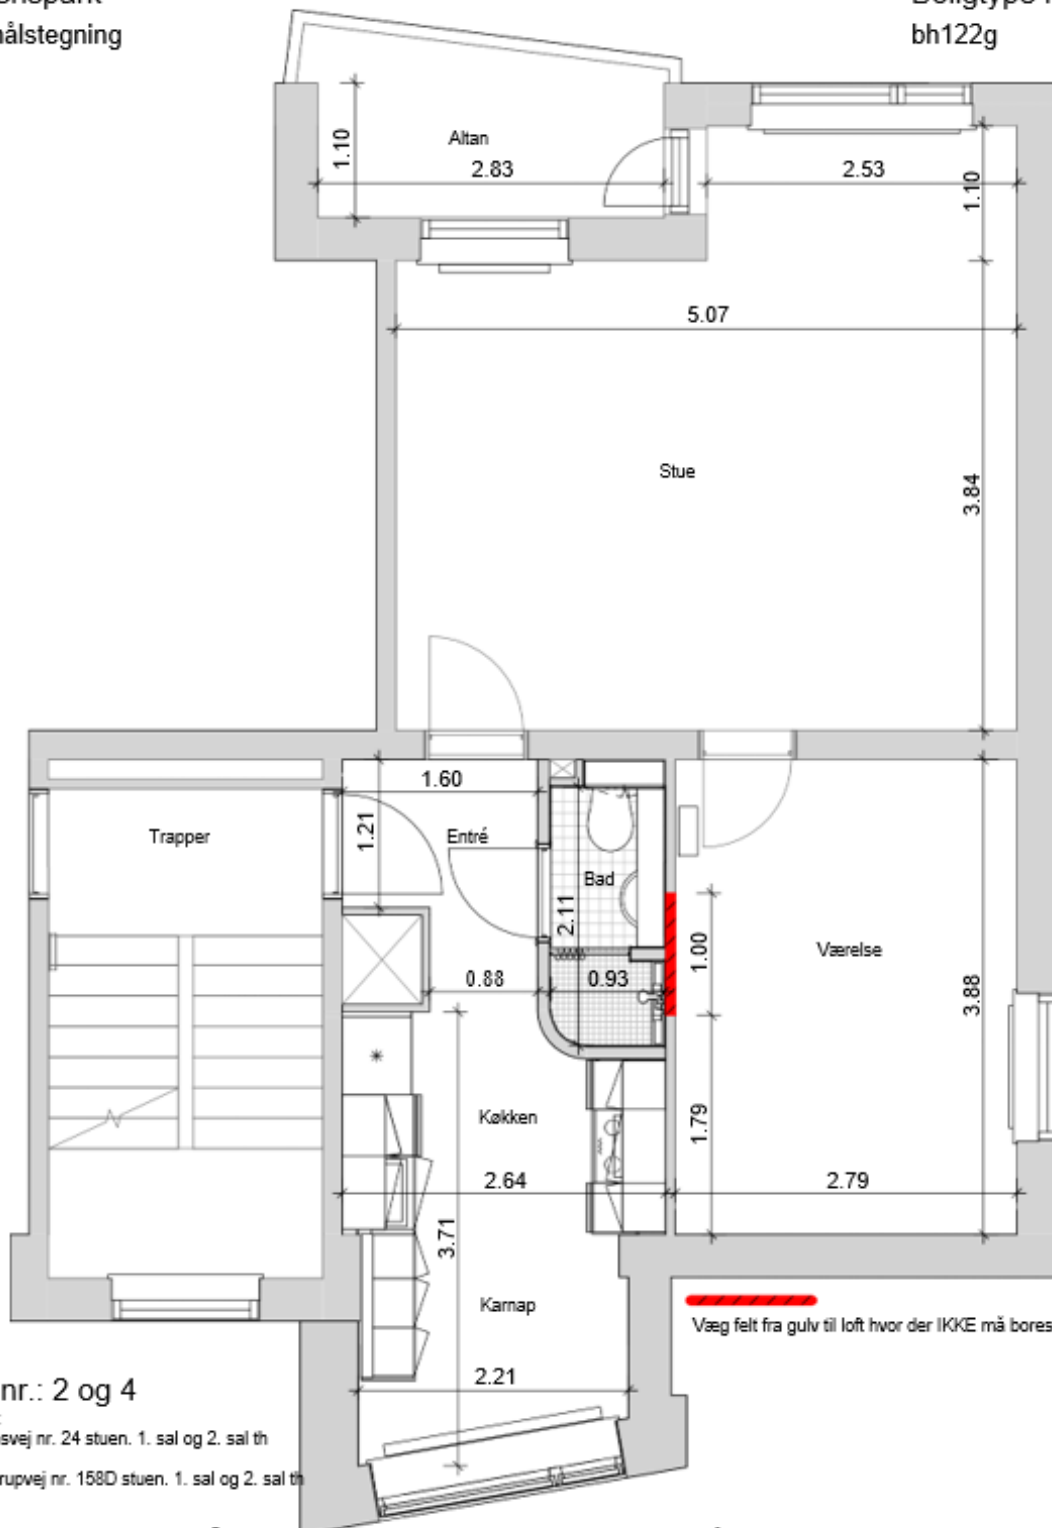 bh122g
Altan
1.10
2.83
2.53
1.10
5.07
Stue
3.84
1.60
Trapper
1.21
Entré
Bad
2.11
1.00
Værelse
0.88
0.93
3.88
Køkken
1.79
2.64
2.79
3.71
Karnap
Væg felt fra gulv til loft hvor der IKKE må bores
2.21
nr.: 2 og 4
nr. 24 stuen. 1. sal og 2. sal th
nr. 158D stuen. 1. sal og 2. sal th